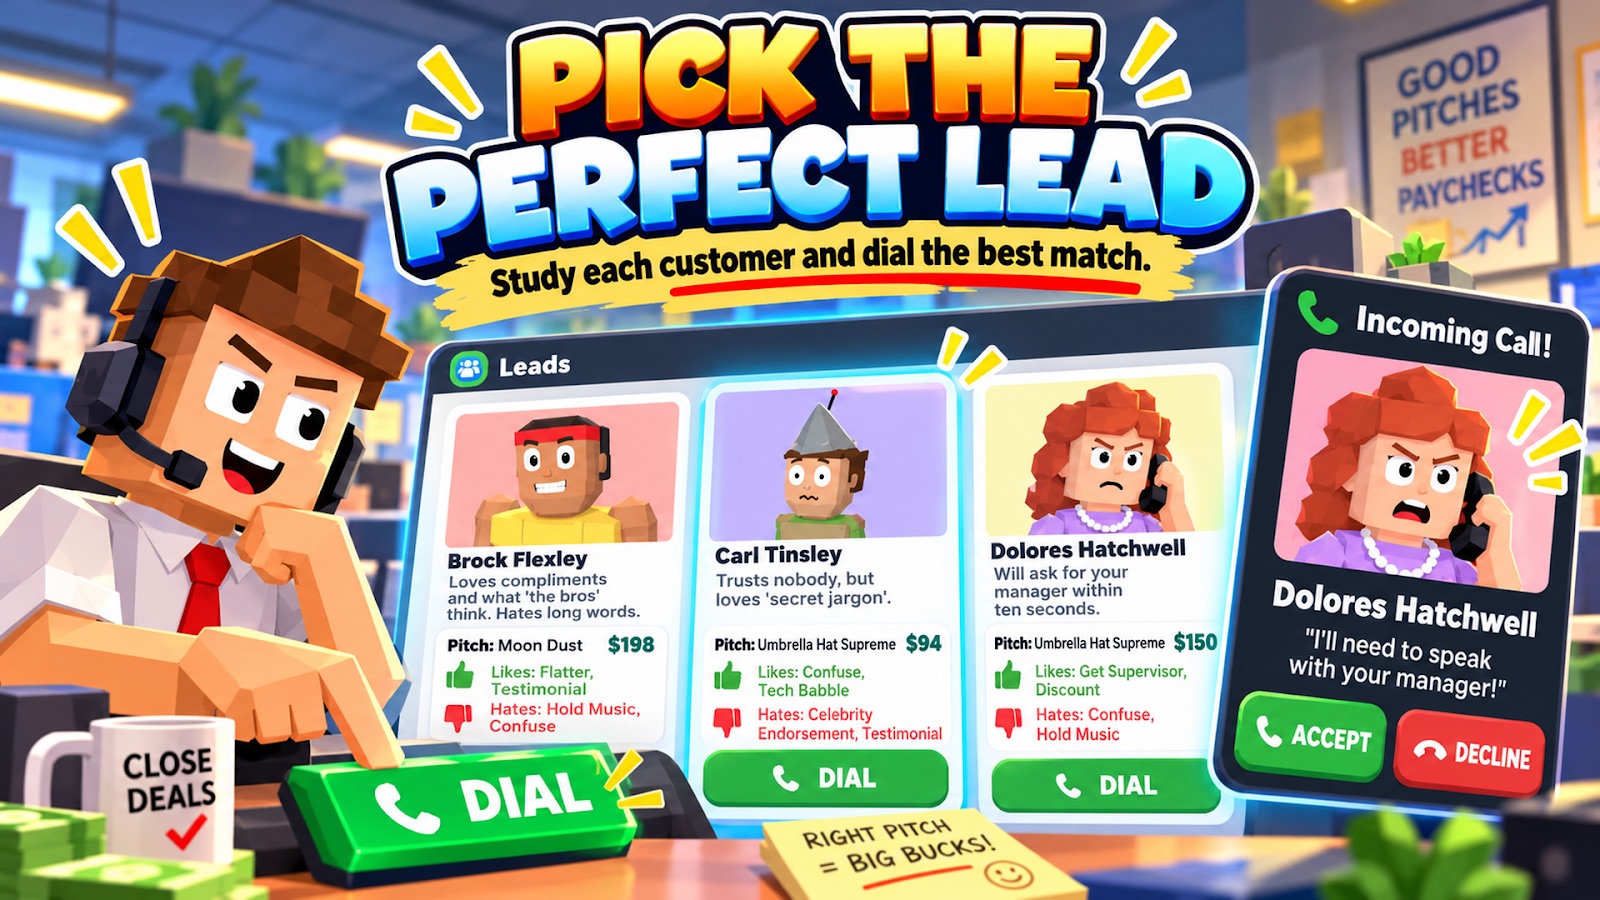 PICK THE
PERFECT LEAD
Study each customer and dial the best match.
GOOD
PITCHES
BETTER
PAYCHECKS
Leads
Brock Flexley
Loves compliments
and what 'the bros'
think. Hates long words.
Pitch: Moon Dust $198
Likes: Flatter,
Testimonial
Hates: Hold Music,
Confuse
DIAL
Carl Tinsley
Trusts nobody, but
loves 'secret jargon'.
Pitch: Umbrella Hat Supreme $94
Likes: Confuse,
Tech Babble
Hates: Celebrity
Endorsement, Testimonial
DIAL
Dolores Hatchwell
Will ask for your
manager within
ten seconds.
Pitch: Umbrella Hat Supreme $150
Likes: Get Supervisor,
Discount
Hates: Confuse,
Hold Music
DIAL
Incoming Call!
Dolores Hatchwell
"I'll need to speak
with your manager!"
ACCEPT
DECLINE
CLOSE
DEALS
RIGHT PITCH
= BIG BUCKS!